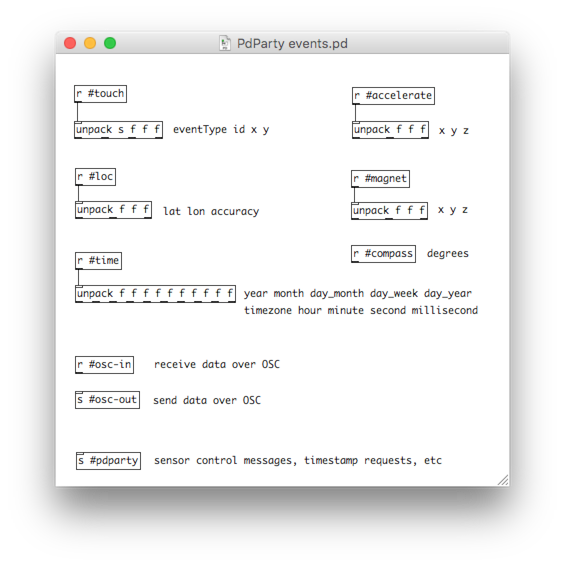 PdParty events.pd
r #touch
unpack s f f f
eventType id x y
r #accelerate
unpack f f f
x y z
r #loc
unpack f f f
lat lon accuracy
r #magnet
unpack f f f
x y z
r #compass
degrees
r #time
unpack f f f f f f f f f f
year month day_month day_week day_year
timezone hour minute second millisecond
r #osc-in
receive data over OSC
s #osc-out
send data over OSC
s #pdparty
sensor control messages, timestamp requests, etc